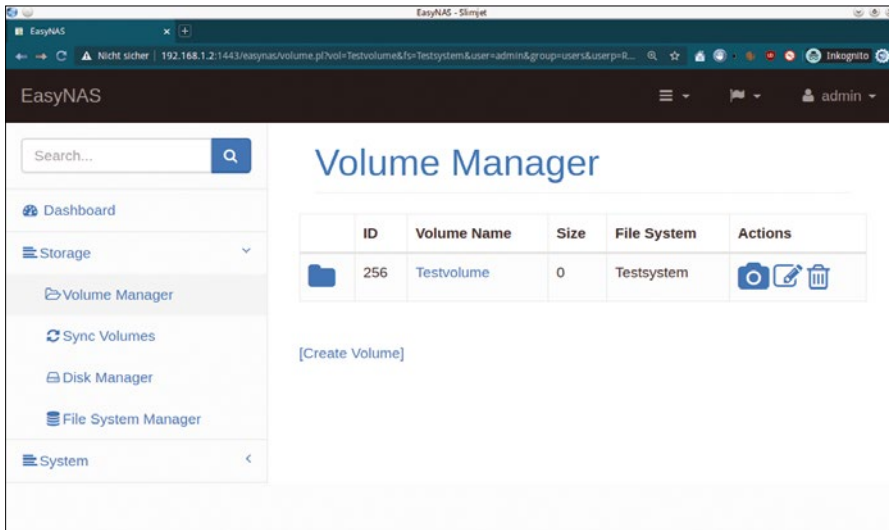 EasyNAS - Slimjet
EasyNAS
Nicht sicher | 192.168.1.2:1443/easynas/volume.pl?vol=Testvolume&fs=Testsystem&user=admin&group=users&userp=R... Inkognito
EasyNAS admin
Search...
Volume Manager
Dashboard
Storage
Volume Manager
Sync Volumes
Disk Manager
File System Manager
System
ID Volume Name Size File System Actions
256 Testvolume 0 Testsystem
[Create Volume]